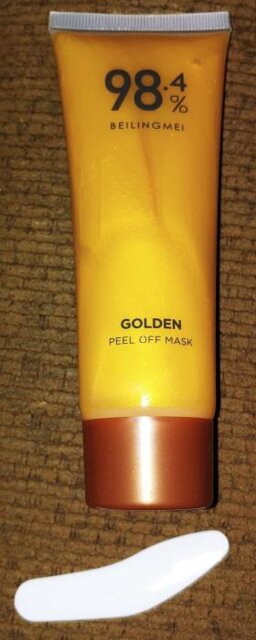 98.4%
BEILINGMEI
GOLDEN
PEEL OFF MASK